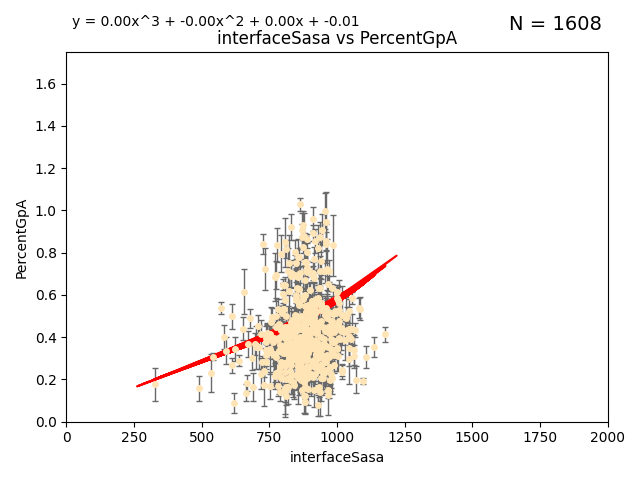 y = 0.00x^3 + -0.00x^2 + 0.00x + -0.01
N = 1608
interfaceSasa vs PercentGpA
PercentGpA
1.6
1.4
1.2
1.0
0.8
0.6
0.4
0.2
0.0
0 250 500 750 1000 1250 1500 1750 2000
interfaceSasa